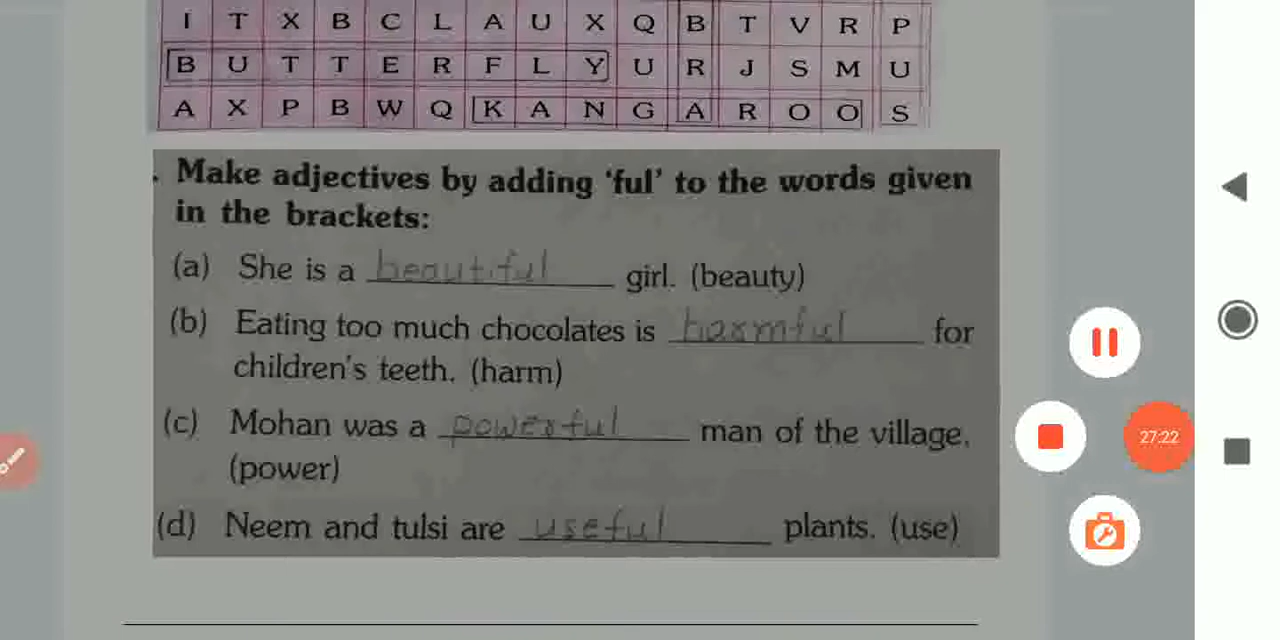 I T X B C L A U X Q B T V R P
B U T T E R F L Y U R J S M U
A X P B W Q K A N G A R O O S
. Make adjectives by adding 'ful' to the words given
in the brackets:
(a) She is a beautiful girl. (beauty)
(b) Eating too much chocolates is harmful for
children's teeth. (harm)
(c) Mohan was a powerful man of the village.
(power)
(d) Neem and tulsi are useful plants. (use)
27:22